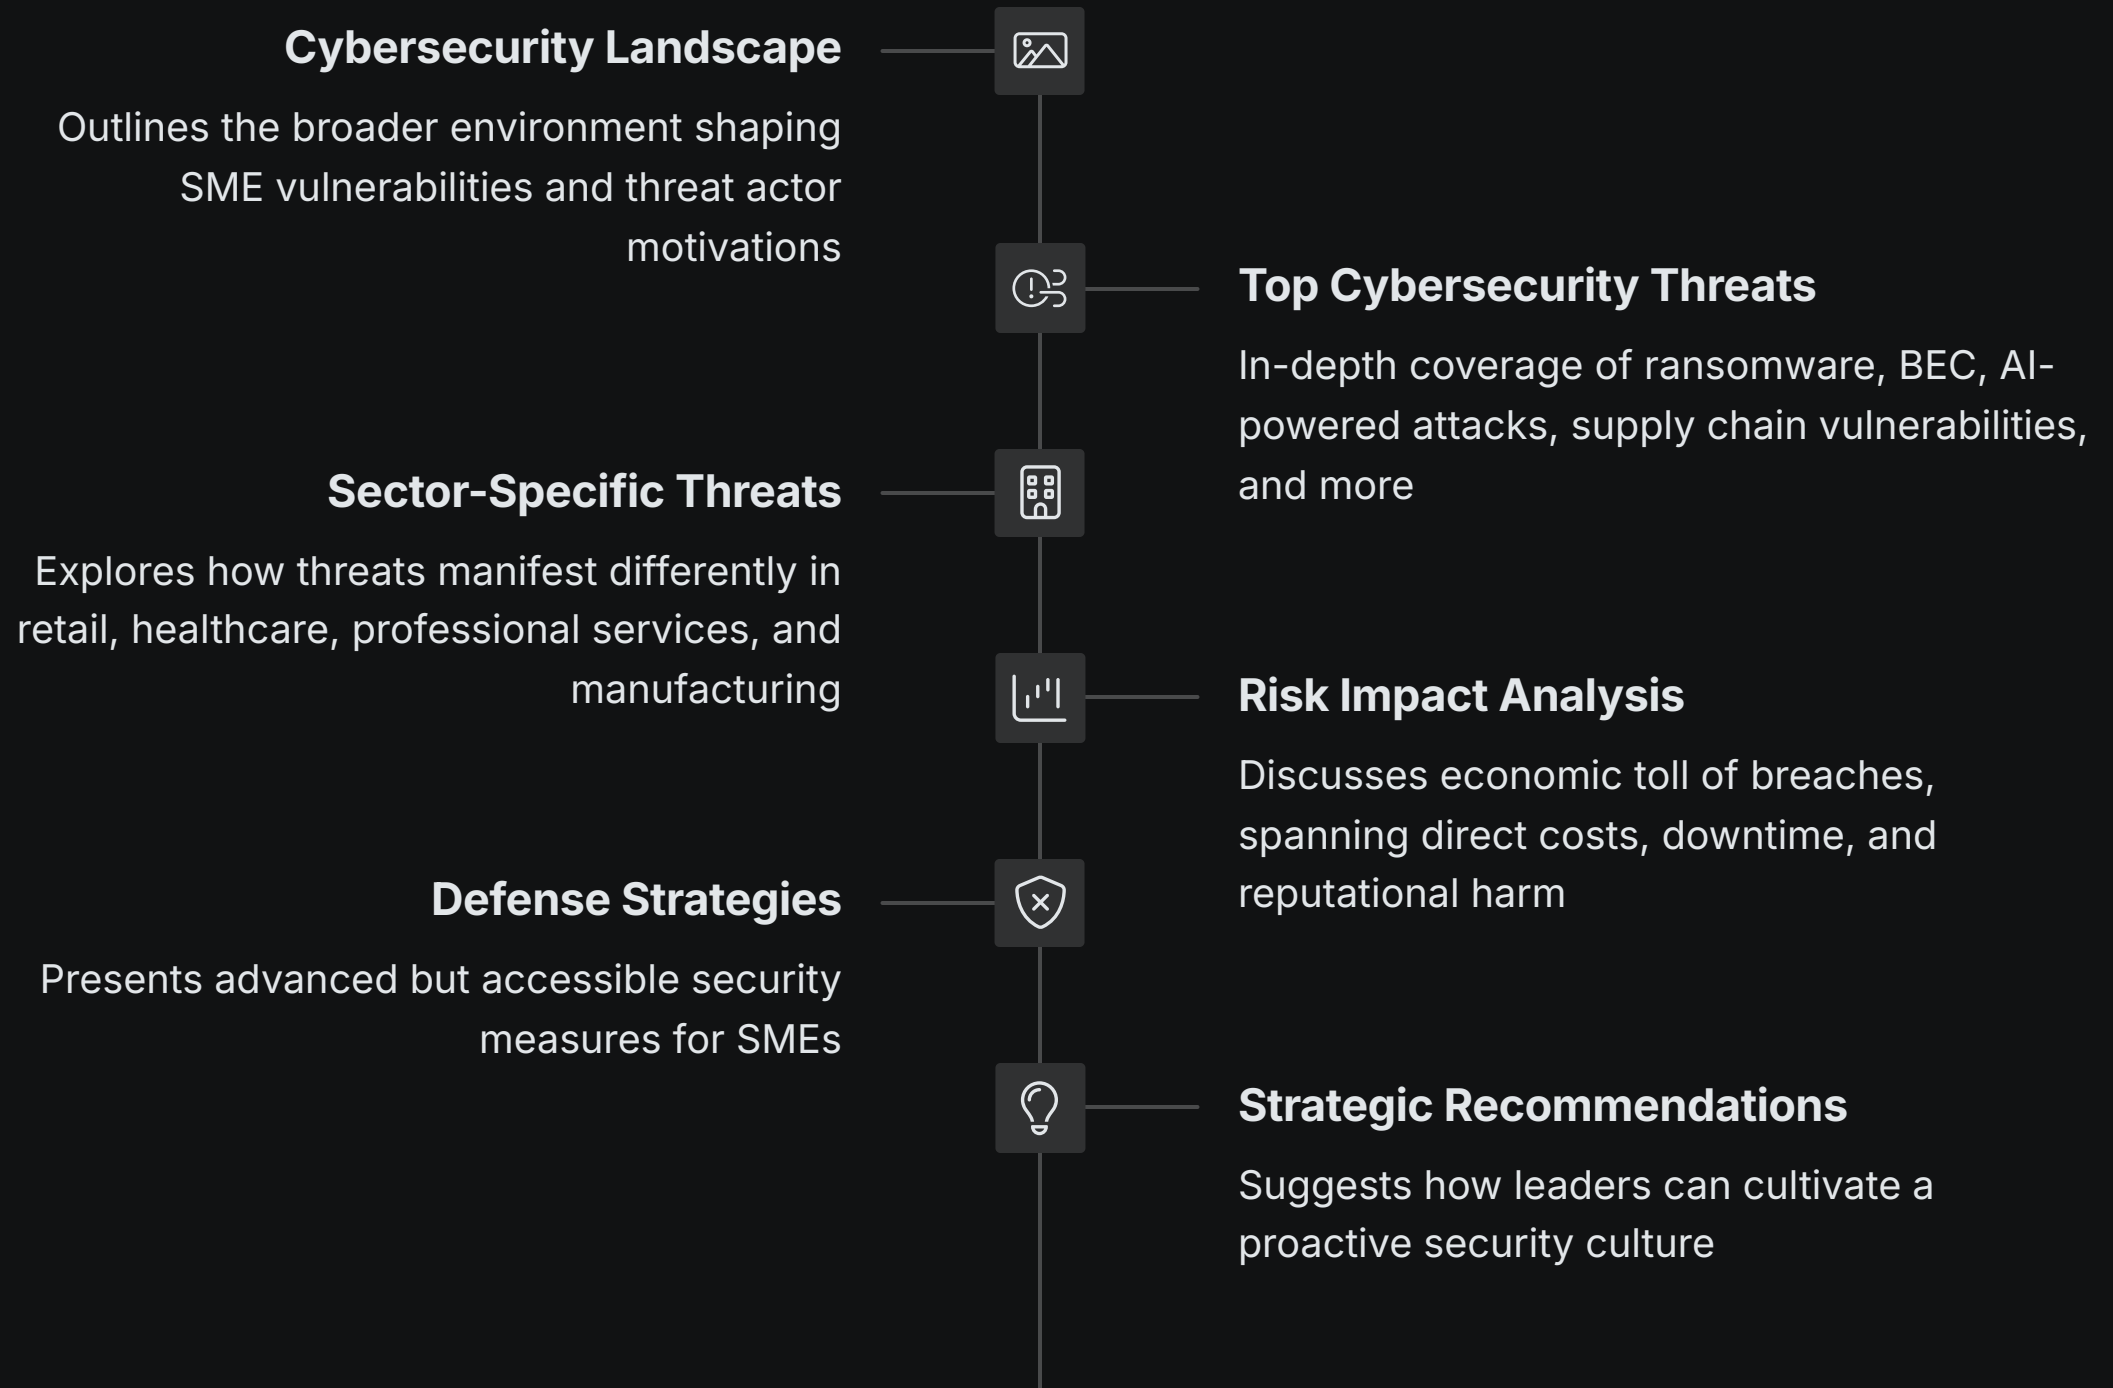 Cybersecurity Landscape
Outlines the broader environment shaping
SME vulnerabilities and threat actor
motivations
Top Cybersecurity Threats
In-depth coverage of ransomware, BEC, AI-
powered attacks, supply chain vulnerabilities,
and more
Sector-Specific Threats
Explores how threats manifest differently in
retail, healthcare, professional services, and
manufacturing
Risk Impact Analysis
Discusses economic toll of breaches,
spanning direct costs, downtime, and
reputational harm
Defense Strategies
Presents advanced but accessible security
measures for SMEs
Strategic Recommendations
Suggests how leaders can cultivate a
proactive security culture